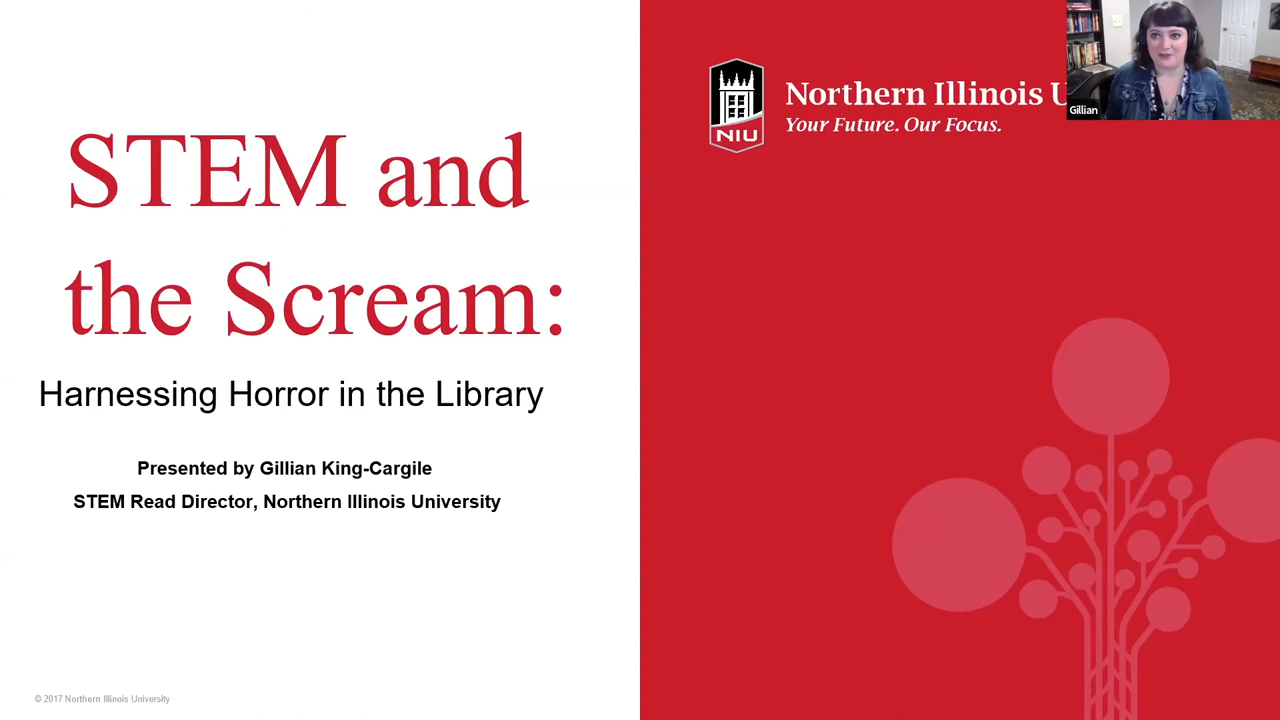 STEM and
the Scream:
Harnessing Horror in the Library
Presented by Gillian King-Cargile
STEM Read Director, Northern Illinois University
© 2017 Northern Illinois University
NIU
Northern Illinois U
Your Future. Our Focus.
Gillian